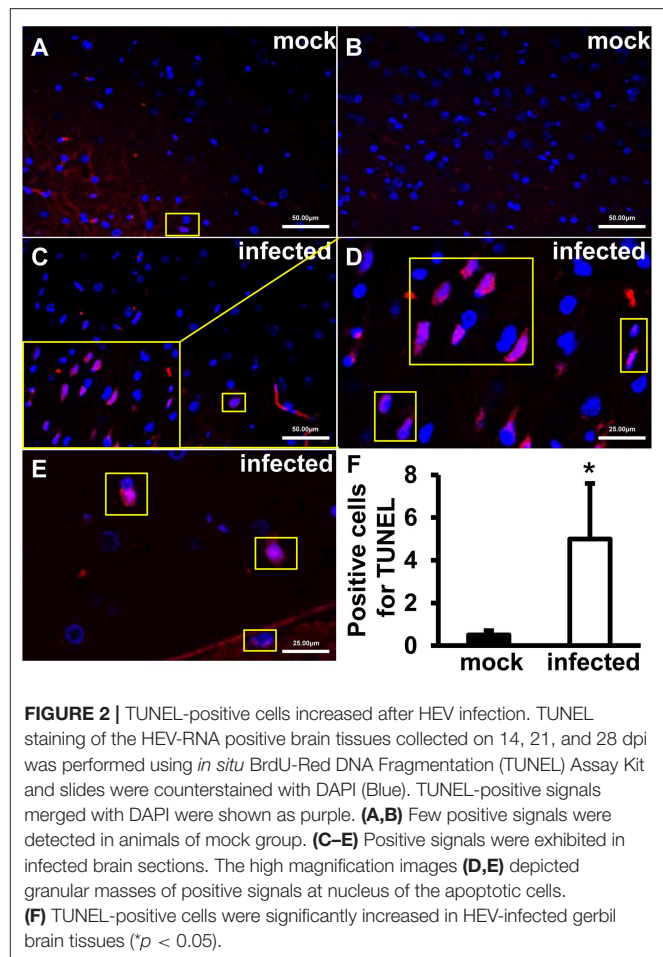 A mock
B mock
50.00μm
50.00μm
C infected
D infected
50.00μm
25.00μm
E infected
25.00μm
F
Positive cells
for TUNEL
8
6
4
2
0
*
mock infected
FIGURE 2 | TUNEL-positive cells increased after HEV infection. TUNEL
staining of the HEV-RNA positive brain tissues collected on 14, 21, and 28 dpi
was performed using in situ BrdU-Red DNA Fragmentation (TUNEL) Assay Kit
and slides were counterstained with DAPI (Blue). TUNEL-positive signals
merged with DAPI were shown as purple. (A,B) Few positive signals were
detected in animals of mock group. (C–E) Positive signals were exhibited in
infected brain sections. The high magnification images (D,E) depicted
granular masses of positive signals at nucleus of the apoptotic cells.
(F) TUNEL-positive cells were significantly increased in HEV-infected gerbil
brain tissues (*p < 0.05).